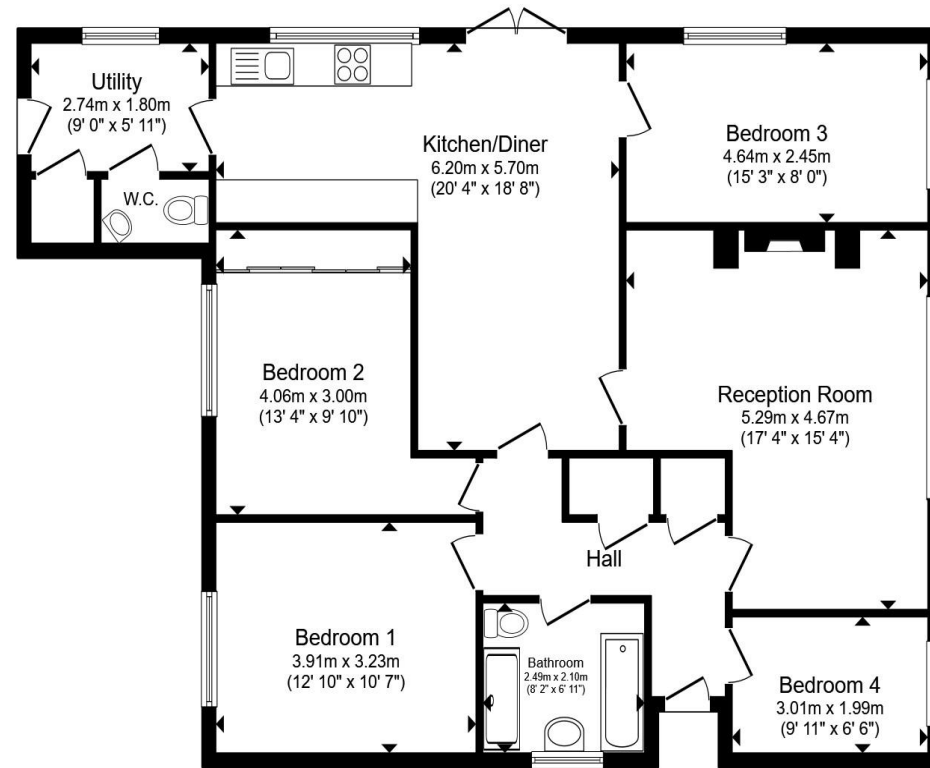 Utility
2.74m x 1.80m
(9' 0" x 5' 11")
W.C.
Kitchen/Diner
6.20m x 5.70m
(20' 4" x 18' 8")
Bedroom 3
4.64m x 2.45m
(15' 3" x 8' 0")
Bedroom 2
4.06m x 3.00m
(13' 4" x 9' 10")
Reception Room
5.29m x 4.67m
(17' 4" x 15' 4")
Hall
Bedroom 1
3.91m x 3.23m
(12' 10" x 10' 7")
Bathroom
2.49m x 2.10m
(8' 2" x 6' 11")
Bedroom 4
3.01m x 1.99m
(9' 11" x 6' 6")